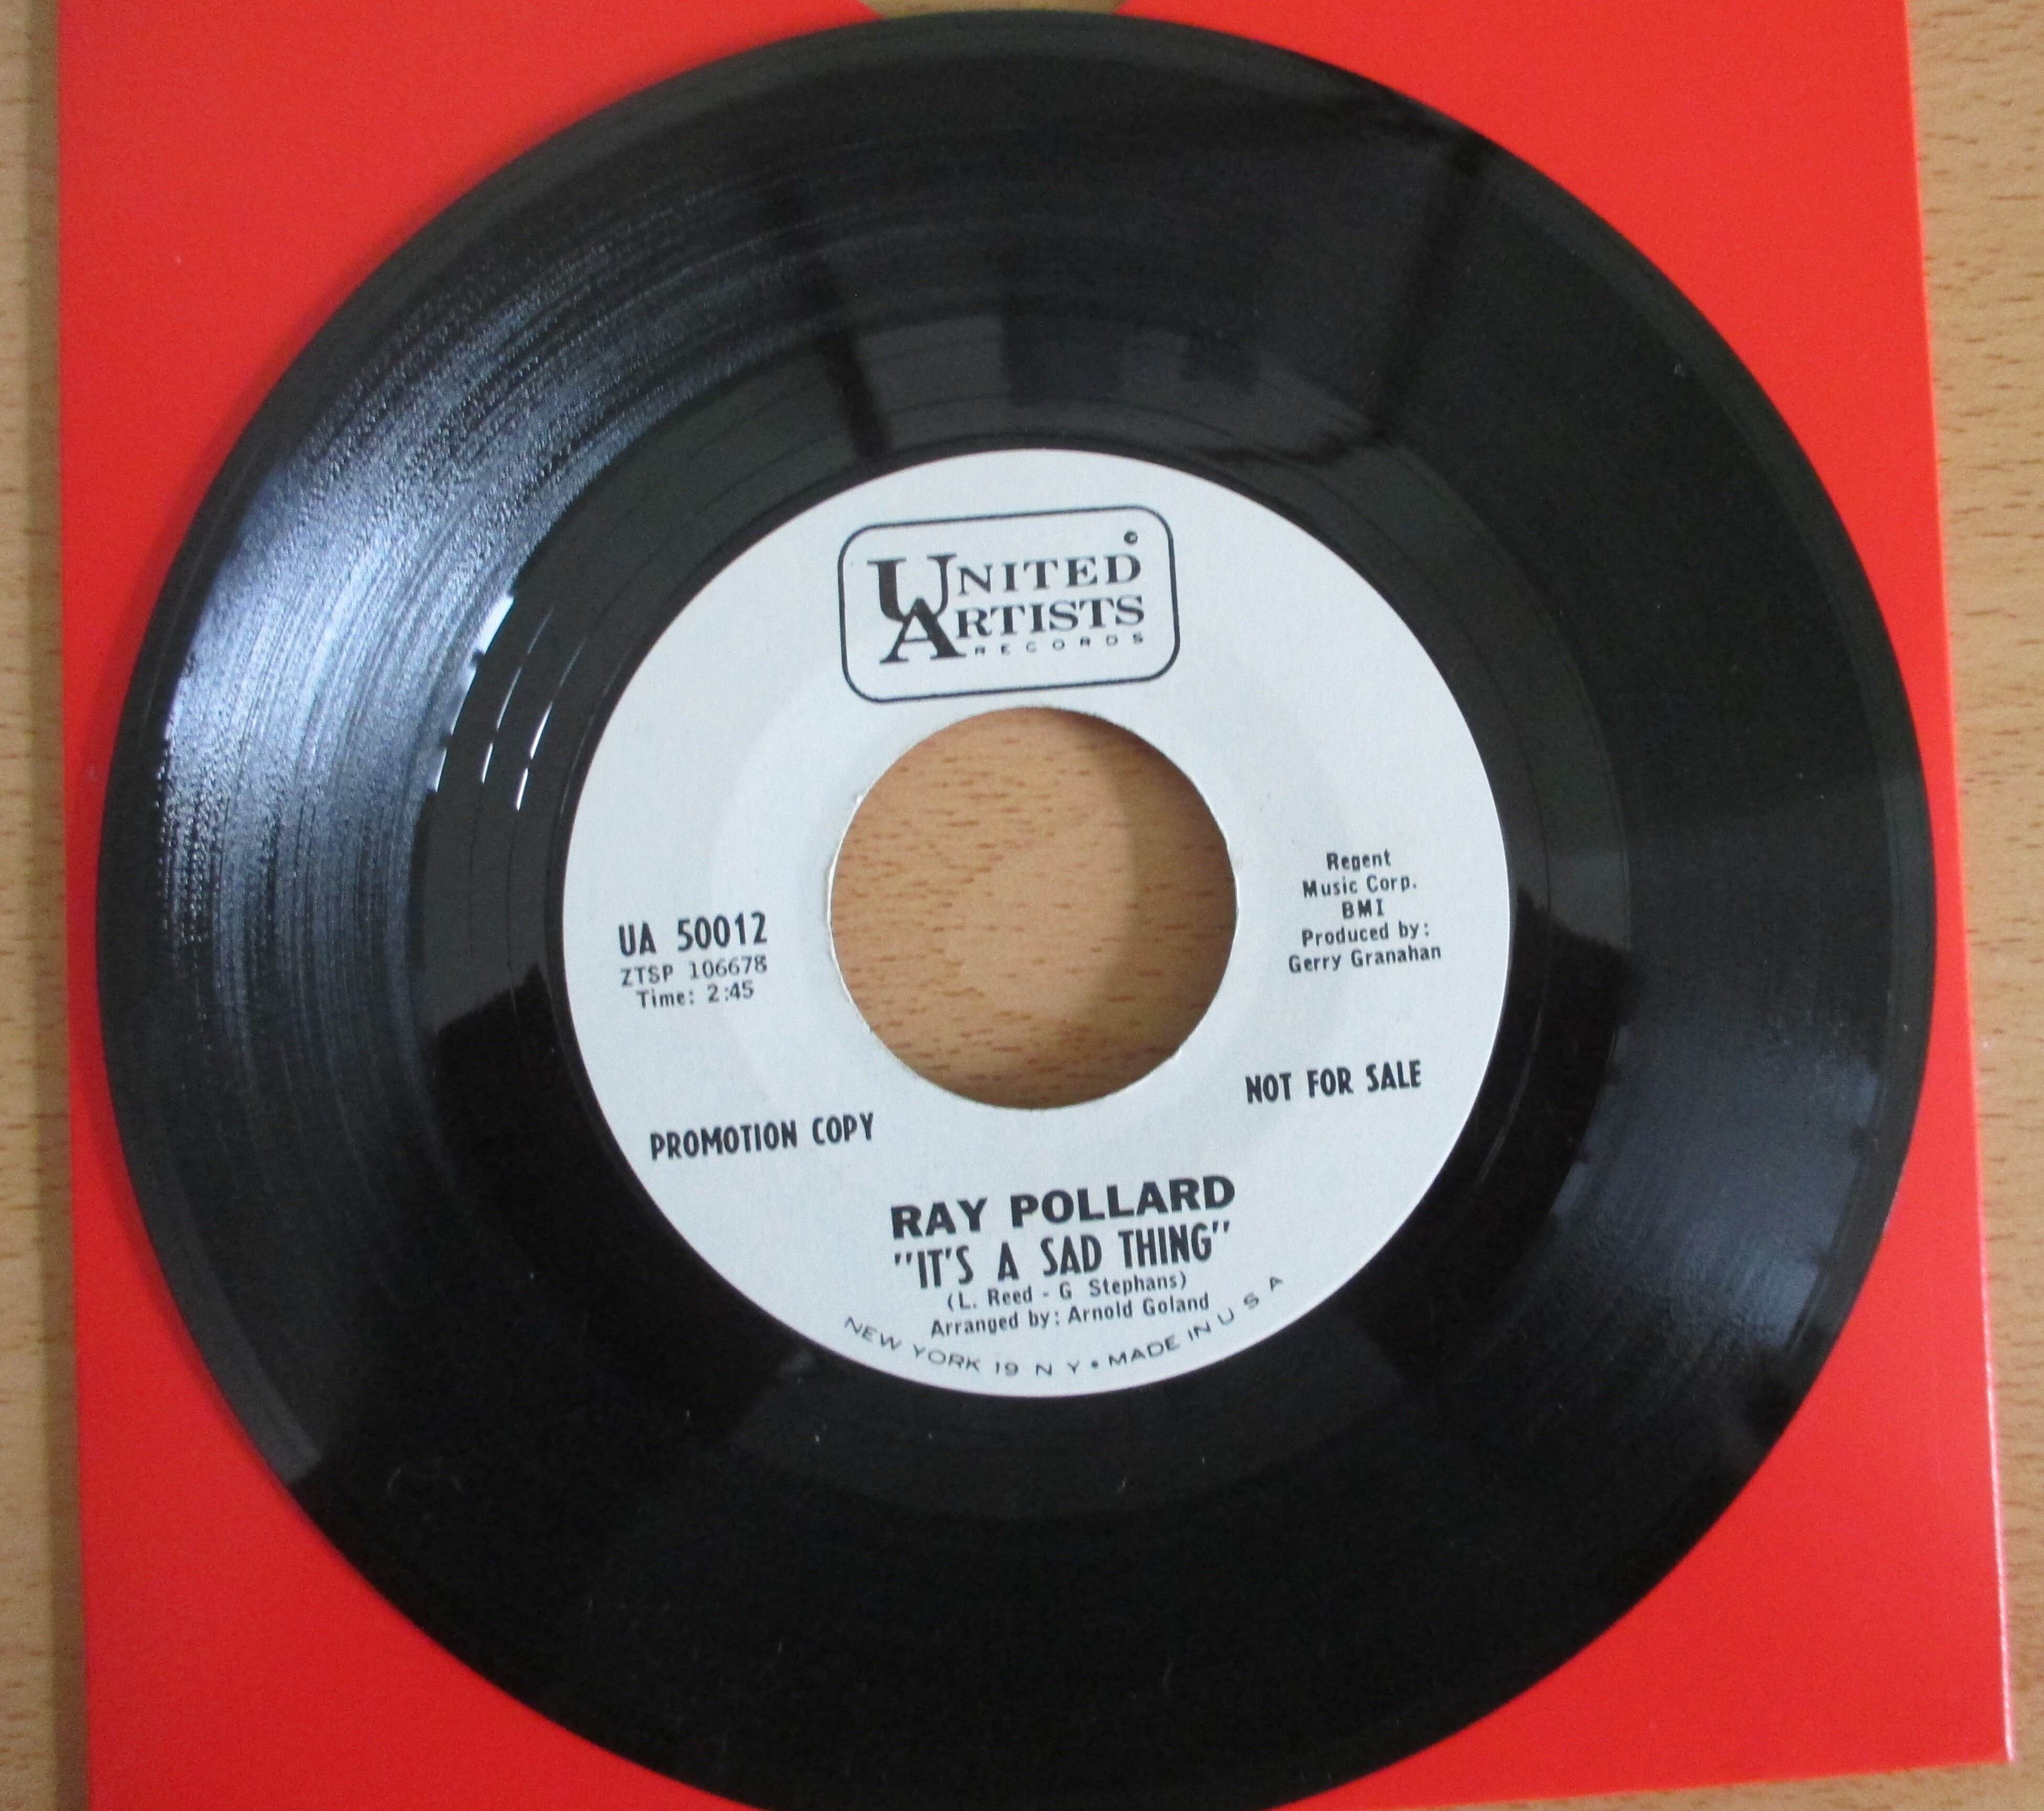 ©
UNITED
ARTISTS
RECORDS
UA 50012
ZTSP 106678
Time: 2:45
Regent
Music Corp.
BMI
Produced by:
Gerry Granahan
PROMOTION COPY
NOT FOR SALE
RAY POLLARD
"IT'S A SAD THING"
(L. Reed - G Stephans)
Arranged by: Arnold Goland
NEW YORK 19 N Y • MADE IN U S A